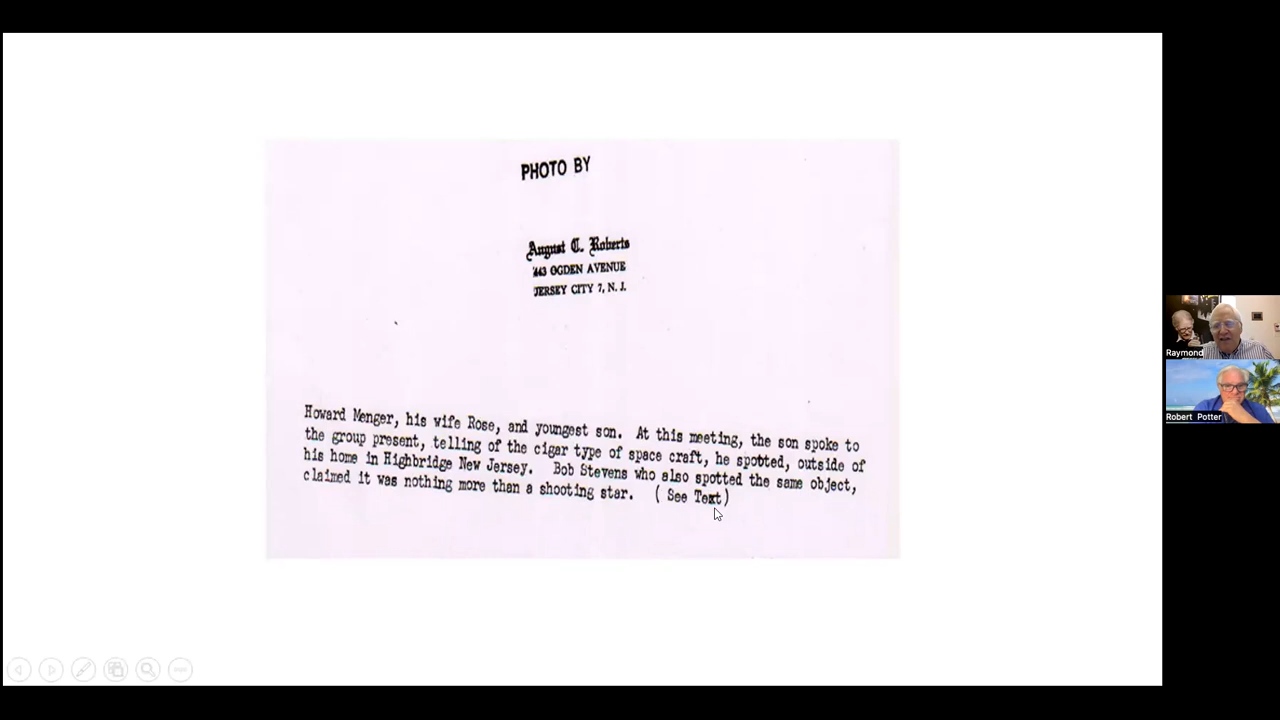 PHOTO BY
August C. Roberts
443 OGDEN AVENUE
JERSEY CITY 7, N. J.
Howard Menger, his wife Rose, and youngest son. At this meeting, the son spoke to
the group present, telling of the cigar type of space craft, he spotted, outside of
his home in Highbridge New Jersey. Bob Stevens who also spotted the same object,
claimed it was nothing more than a shooting star. ( See Text)
Raymond
Robert Potter